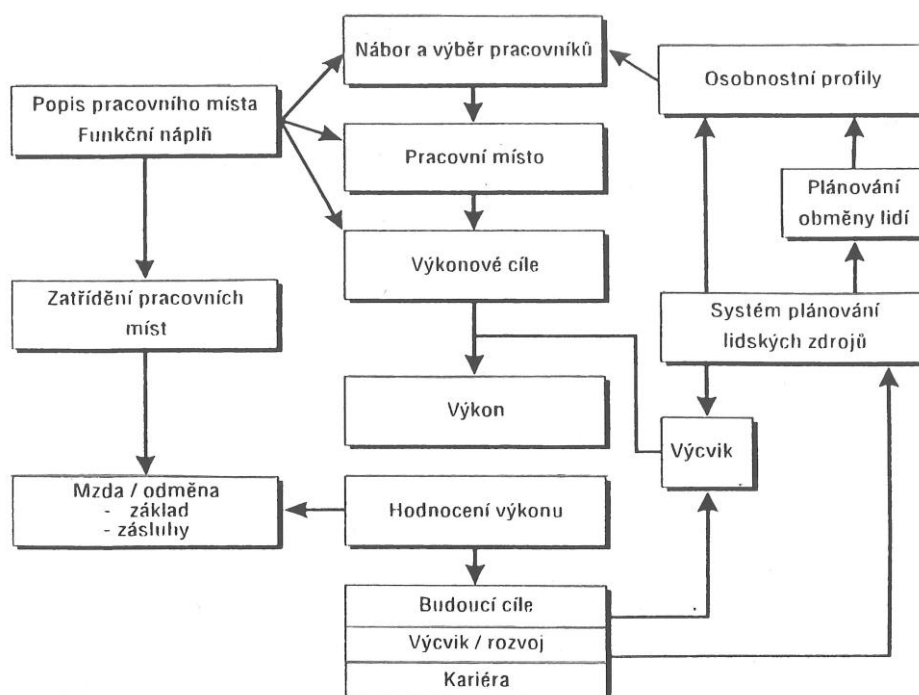 Nábor a výběr pracovníků
Osobnostní profily
Popis pracovního místa
Funkční náplň
Pracovní místo
Plánování
obměny lidí
Výkonové cíle
Zatřídění pracovních
míst
Systém plánování
lidských zdrojů
Výkon
Výcvik
Mzda / odměna
- základ
- zásluhy
Hodnocení výkonu
Budoucí cíle
Výcvik / rozvoj
Kariéra